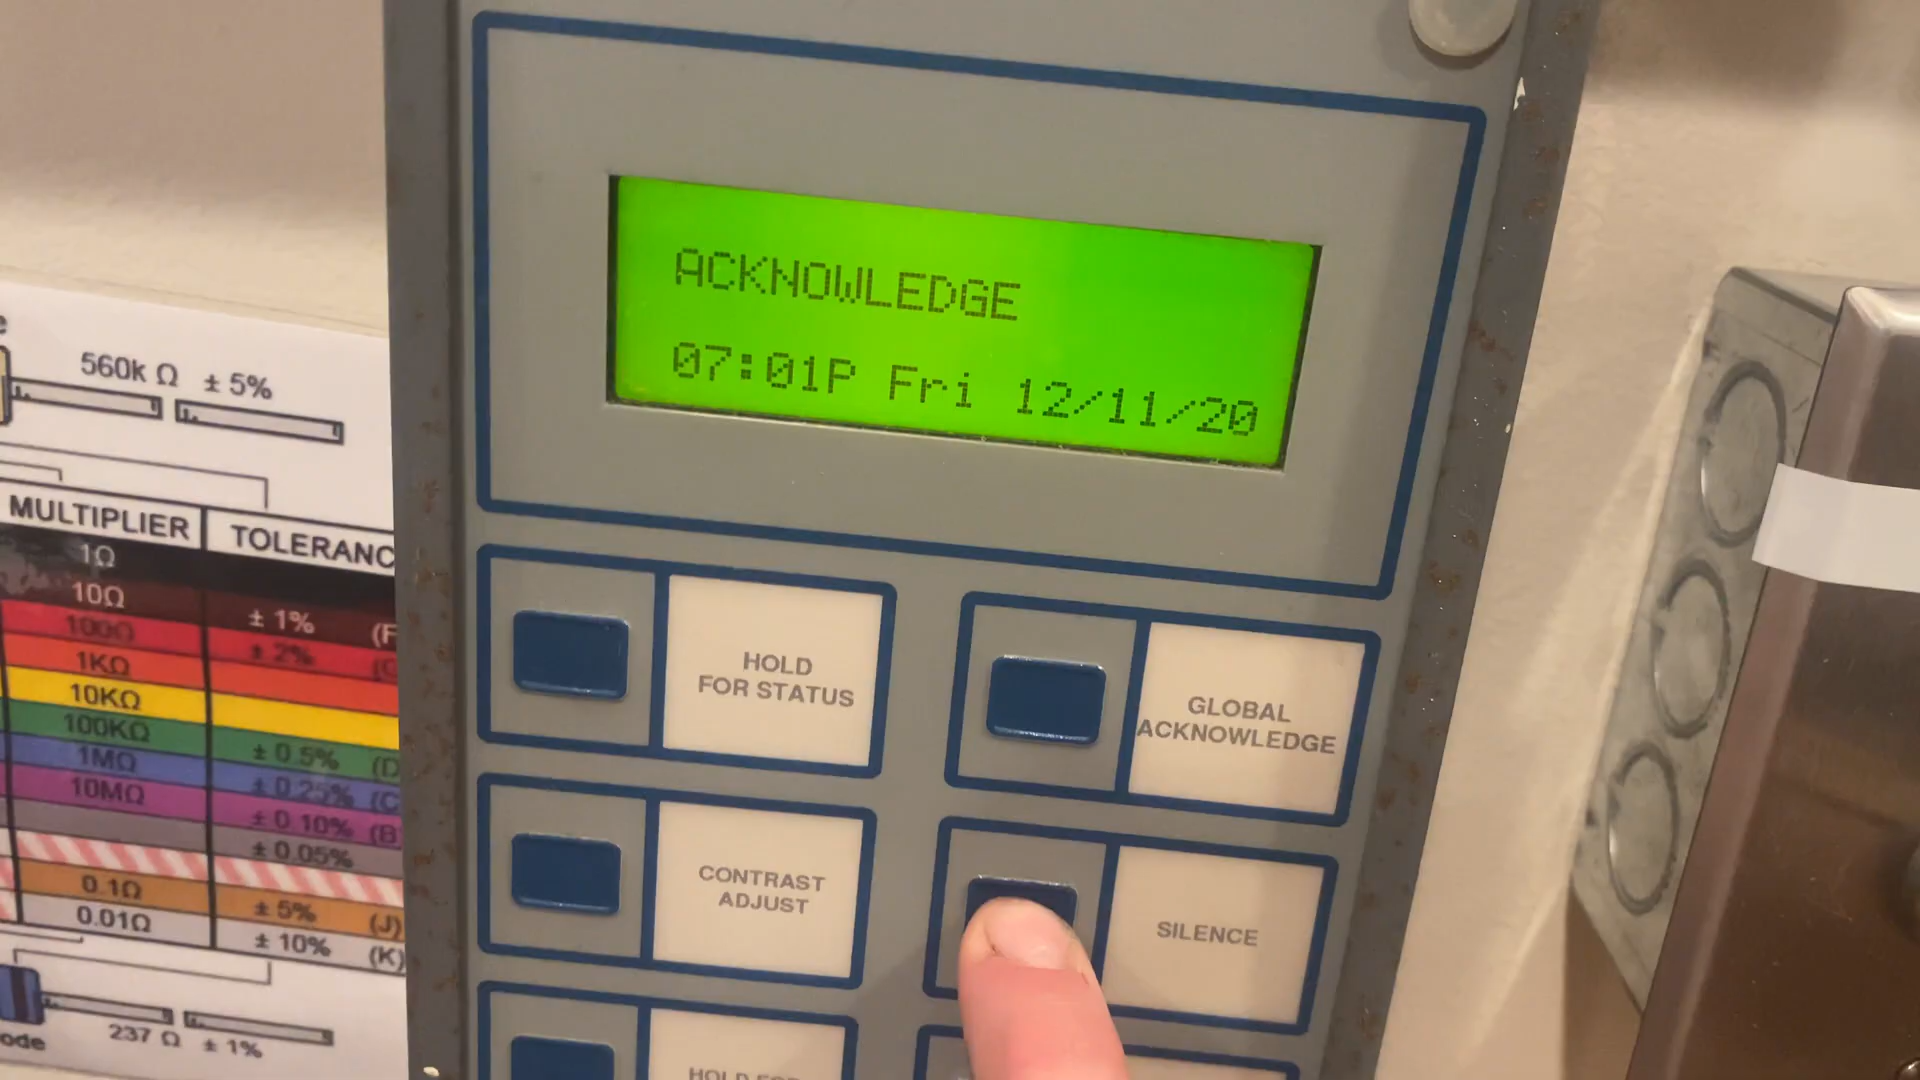 ACKNOWLEDGE
07:01P Fri 12/11/20
HOLD
FOR STATUS
GLOBAL
ACKNOWLEDGE
CONTRAST
ADJUST
SILENCE
HOLD
560k Ω ± 5%
MULTIPLIER TOLERANC
1Ω
10Ω ± 1% (F
100Ω ± 2%
1KΩ
10KΩ
100KΩ ± 0.5% (D
1MΩ ± 0.25% (C
10MΩ ± 0.10% (B
± 0.05%
0.1Ω ± 5% (J)
0.01Ω ± 10% (K)
ode 237 Ω ± 1%